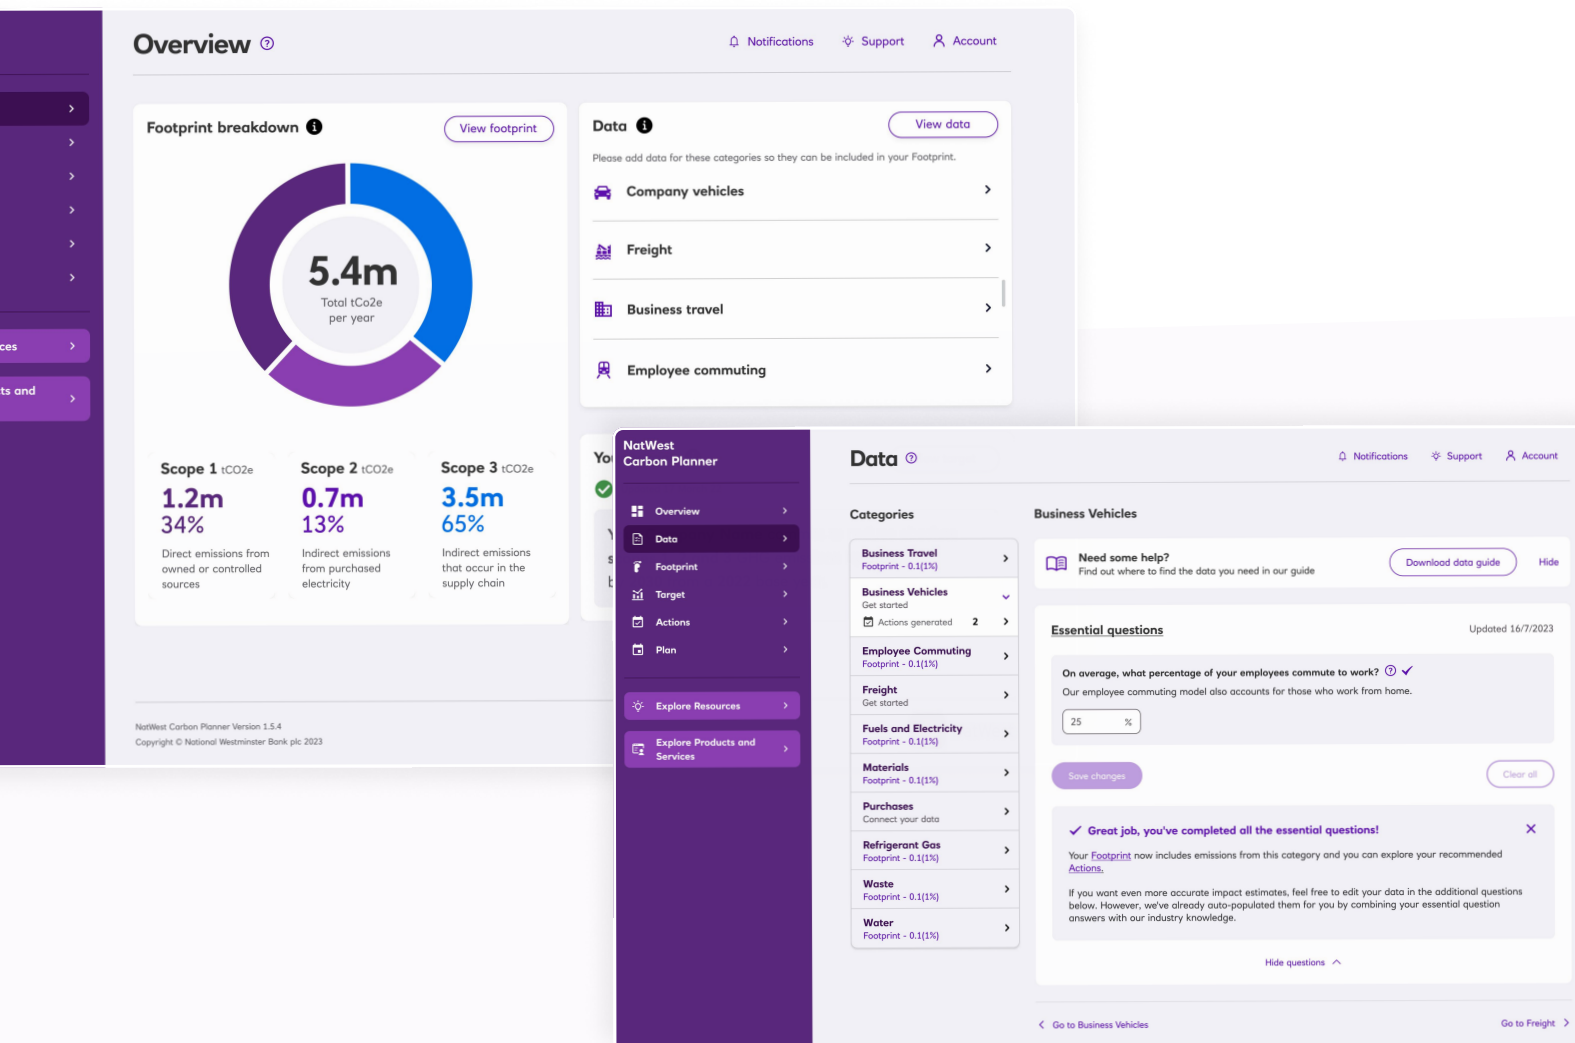 Overview
Notifications
Support
Account
ces
ts and
Footprint breakdown
View footprint
5.4m
Total tCo2e
per year
Scope 1 tCO2e
1.2m
34%
Direct emissions from
owned or controlled
sources
Scope 2 tCO2e
0.7m
13%
Indirect emissions
from purchased
electricity
Scope 3 tCO2e
3.5m
65%
Indirect emissions
that occur in the
supply chain
Data
View data
Please add data for these categories so they can be included in your Footprint.
Company vehicles
Freight
Business travel
Employee commuting
NatWest Carbon Planner Version 1.5.4
Copyright © National Westminster Bank plc 2023
NatWest
Carbon Planner
Overview
Data
Footprint
Target
Actions
Plan
Explore Resources
Explore Products and
Services
Data
Notifications
Support
Account
Categories
Business Travel
Footprint - 0.1(1%)
Business Vehicles
Get started
Actions generated 2
Employee Commuting
Footprint - 0.1(1%)
Freight
Get started
Fuels and Electricity
Footprint - 0.1(1%)
Materials
Footprint - 0.1(1%)
Purchases
Connect your data
Refrigerant Gas
Footprint - 0.1(1%)
Waste
Footprint - 0.1(1%)
Water
Footprint - 0.1(1%)
Business Vehicles
Need some help?
Find out where to find the data you need in our guide
Download data guide
Hide
Essential questions
Updated 16/7/2023
On average, what percentage of your employees commute to work?
Our employee commuting model also accounts for those who work from home.
25 %
Save changes
Clear all
Great job, you've completed all the essential questions!
Your Footprint now includes emissions from this category and you can explore your recommended
Actions.
If you want even more accurate impact estimates, feel free to edit your data in the additional questions
below. However, we've already auto-populated them for you by combining your essential question
answers with our industry knowledge.
Hide questions
Go to Business Vehicles
Go to Freight